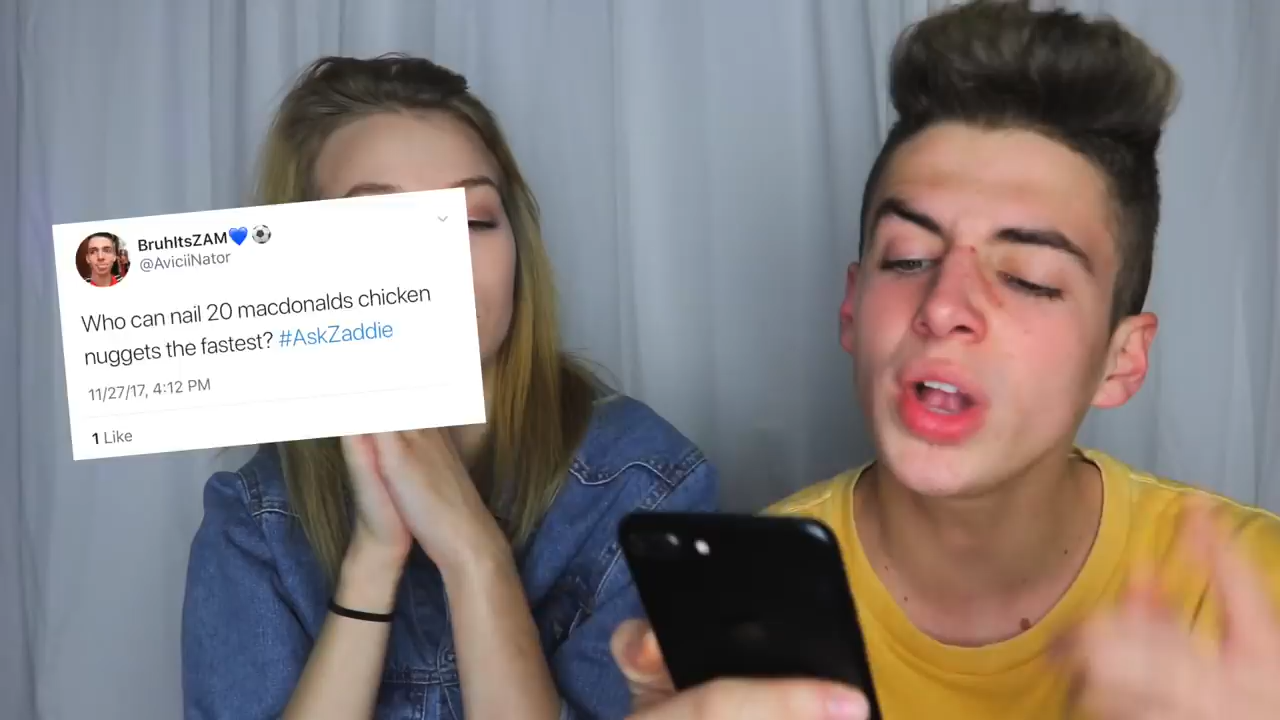 BruhItsZAM💙⚽
@AviciiNator
Who can nail 20 macdonalds chicken
nuggets the fastest? #AskZaddie
11/27/17, 4:12 PM
1 Like